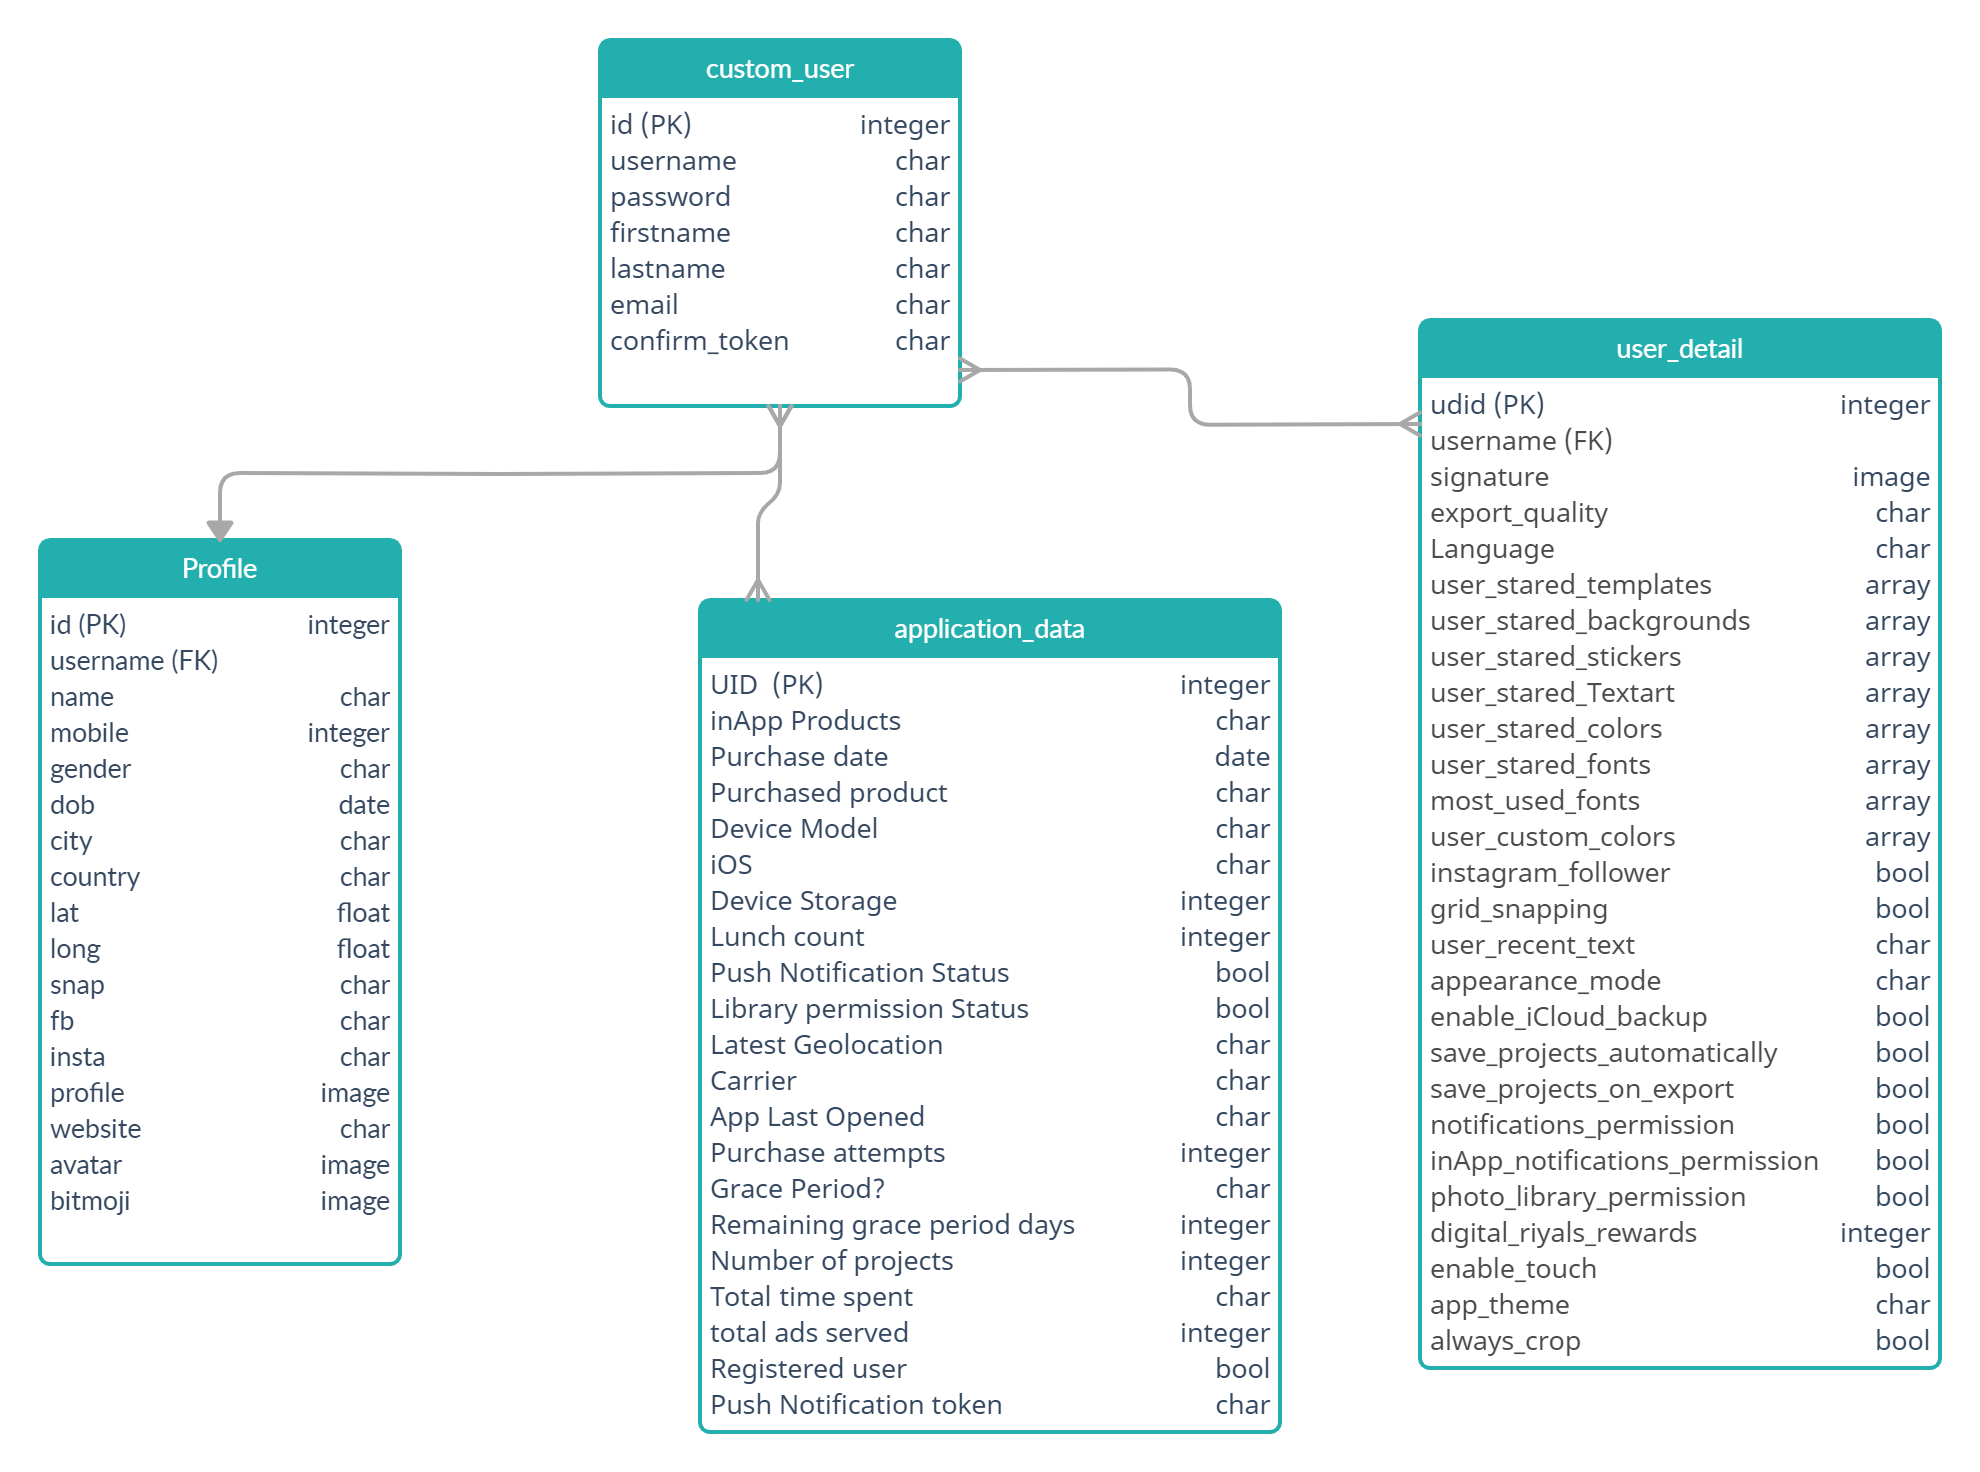 custom_user
id (PK) integer
username char
password char
firstname char
lastname char
email char
confirm_token char
user_detail
udid (PK) integer
username (FK)
signature image
export_quality char
Language char
user_stared_templates array
user_stared_backgrounds array
user_stared_stickers array
user_stared_Textart array
user_stared_colors array
user_stared_fonts array
most_used_fonts array
user_custom_colors array
instagram_follower bool
grid_snapping bool
user_recent_text char
appearance_mode char
enable_iCloud_backup bool
save_projects_automatically bool
save_projects_on_export bool
notifications_permission bool
inApp_notifications_permission bool
photo_library_permission bool
digital_riyals_rewards integer
enable_touch bool
app_theme char
always_crop bool
Profile
id (PK) integer
username (FK)
name char
mobile integer
gender char
dob date
city char
country char
lat float
long float
snap char
fb char
insta char
profile image
website char
avatar image
bitmoji image
application_data
UID (PK) integer
inApp Products char
Purchase date date
Purchased product char
Device Model char
iOS char
Device Storage integer
Lunch count integer
Push Notification Status bool
Library permission Status bool
Latest Geolocation char
Carrier char
App Last Opened char
Purchase attempts integer
Grace Period? char
Remaining grace period days integer
Number of projects integer
Total time spent char
total ads served integer
Registered user bool
Push Notification token char